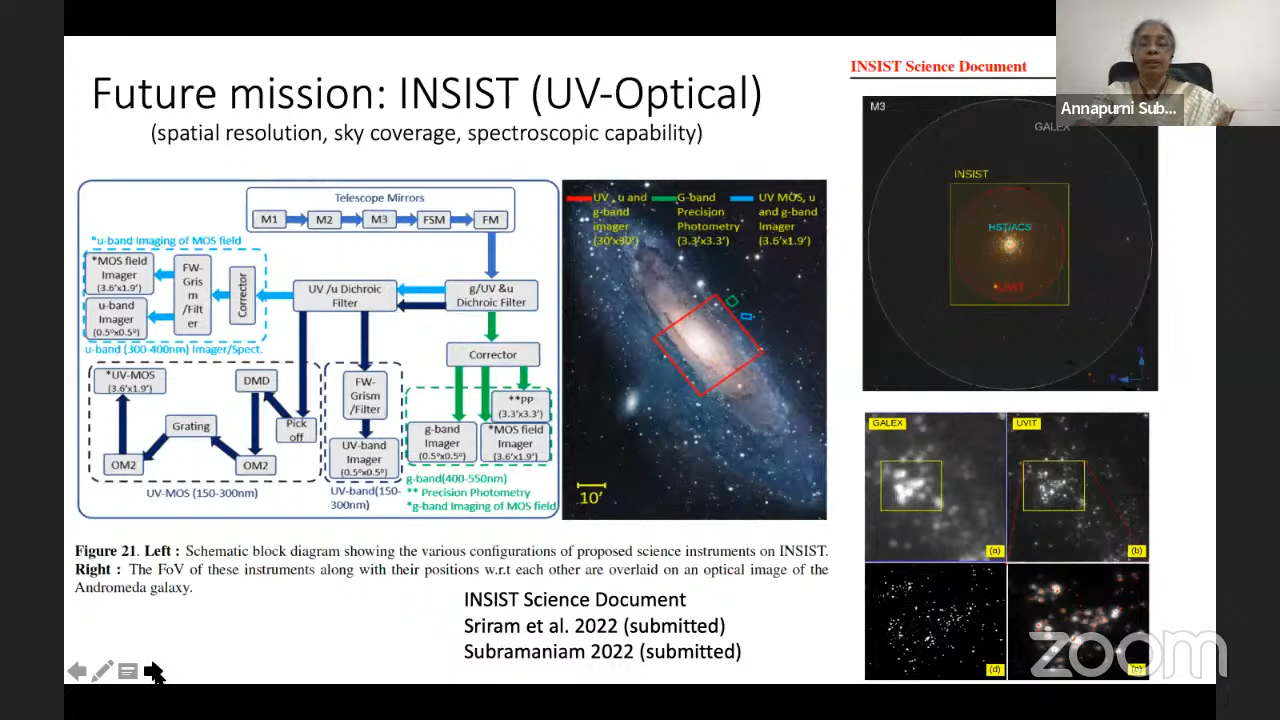 Future mission: INSIST (UV-Optical)
(spatial resolution, sky coverage, spectroscopic capability)
INSIST Science Document
Annapurni Sub...
Telescope Mirrors
M1
M2
M3
FSM
FM
*u-band Imaging of MOS field
*MOS field
Imager
(3.6'x1.9')
u-band
Imager
(0.5°x0.5°)
FW-
Gris
m
/Filt
er
Corrector
UV /u Dichroic
Filter
g/UV &u
Dichroic Filter
u-band (300-400nm) Imager/Spect.
*UV-MOS
(3.6'x1.9')
DMD
Grating
Pick
off
OM2
OM2
UV-MOS (150-300nm)
FW-
Grism
/Filter
UV-band
Imager
(0.5°x0.5°)
UV-band(150-
300nm)
Corrector
**PP
(3.3'x3.3')
g-band
Imager
(0.5°x0.5°)
*MOS field
Imager
(3.6'x1.9')
g-band(400-550nm)
** Precision Photometry
*g-band Imaging of MOS field
UV , u and
g-band
imager
(30'x30')
G-band
Precision
Photometry
(3.3'x3.3')
UV MOS, u
and g-band
Imager
(3.6'x1.9')
10'
M3
GALEX
INSIST
HST/ACS
UVIT
GALEX
UVIT
(a)
(b)
(d)
(c)
Figure 21. Left : Schematic block diagram showing the various configurations of proposed science instruments on INSIST.
Right : The FoV of these instruments along with their positions w.r.t each other are overlaid on an optical image of the
Andromeda galaxy.
INSIST Science Document
Sriram et al. 2022 (submitted)
Subramaniam 2022 (submitted)
zoom